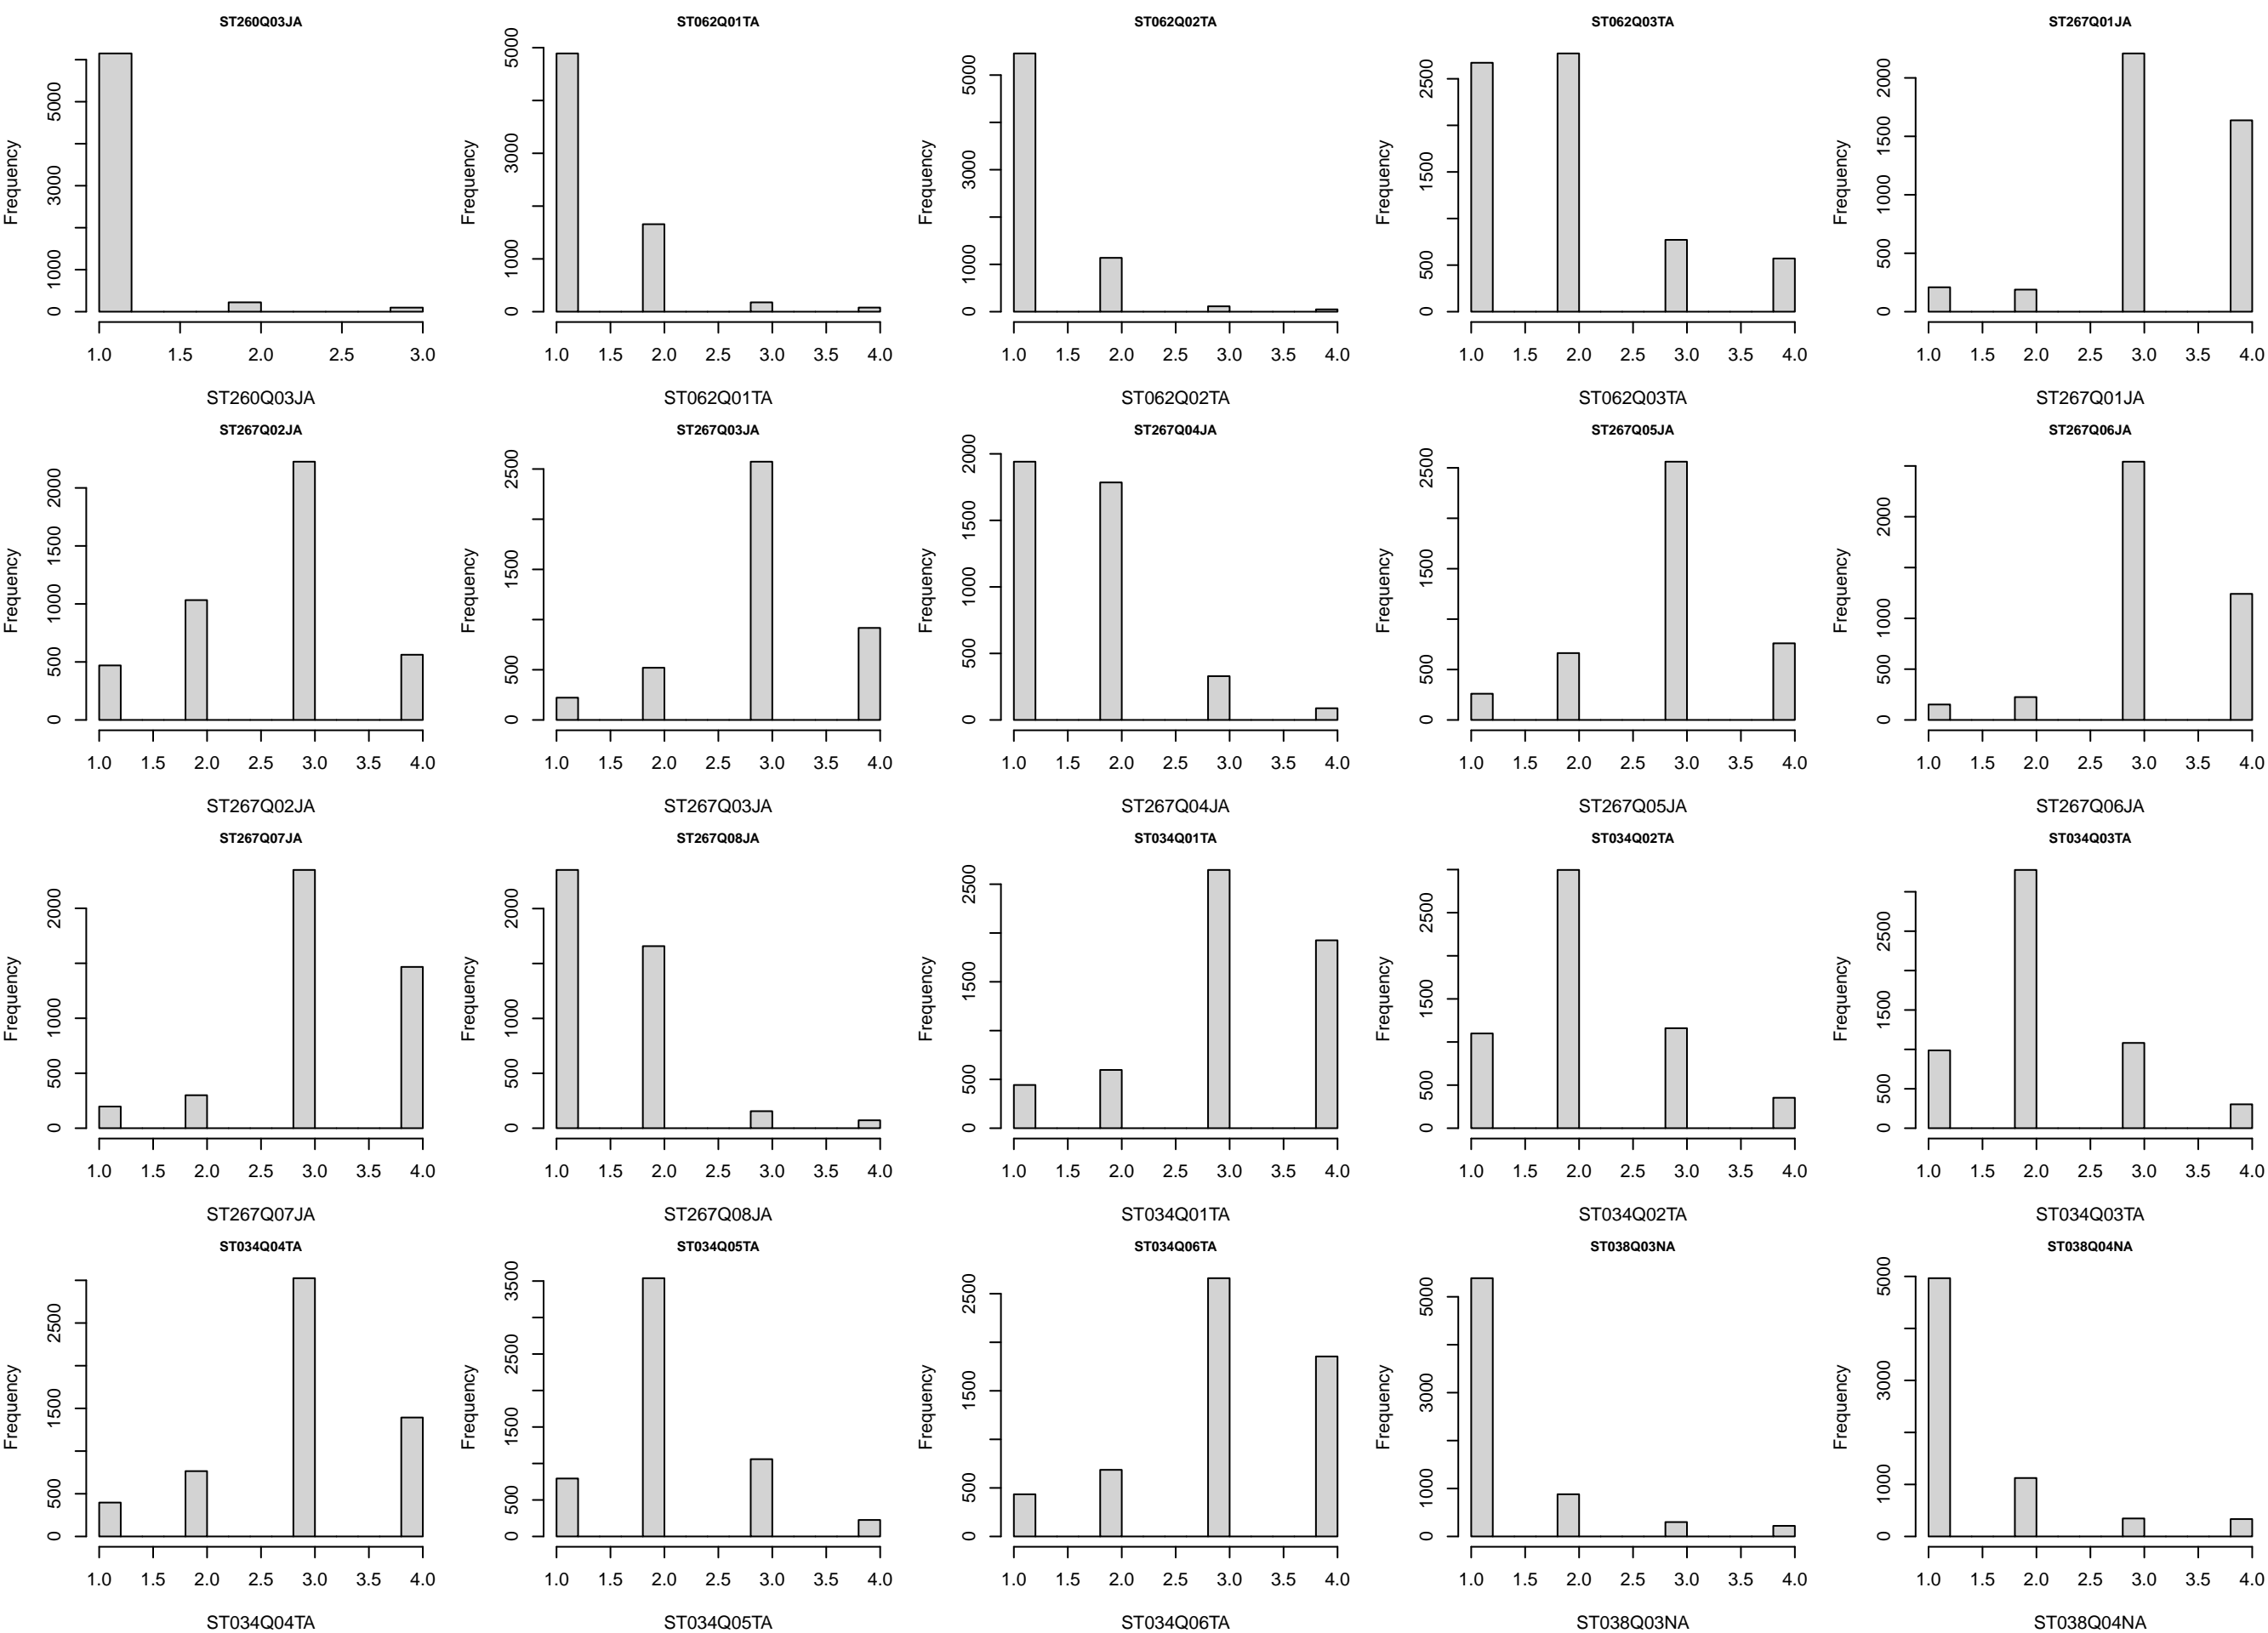 ST260Q03JA
Frequency
0 1000 3000 5000
1.0 1.5 2.0 2.5 3.0
ST260Q03JA
ST062Q01TA
Frequency
0 1000 3000 5000
1.0 1.5 2.0 2.5 3.0 3.5 4.0
ST062Q01TA
ST062Q02TA
Frequency
0 1000 3000 5000
1.0 1.5 2.0 2.5 3.0 3.5 4.0
ST062Q02TA
ST062Q03TA
Frequency
0 500 1500 2500
1.0 1.5 2.0 2.5 3.0 3.5 4.0
ST062Q03TA
ST267Q01JA
Frequency
0 500 1000 1500 2000
1.0 1.5 2.0 2.5 3.0 3.5 4.0
ST267Q01JA
ST267Q02JA
Frequency
0 500 1000 1500 2000
1.0 1.5 2.0 2.5 3.0 3.5 4.0
ST267Q02JA
ST267Q03JA
Frequency
0 500 1500 2500
1.0 1.5 2.0 2.5 3.0 3.5 4.0
ST267Q03JA
ST267Q04JA
Frequency
0 500 1000 1500 2000
1.0 1.5 2.0 2.5 3.0 3.5 4.0
ST267Q04JA
ST267Q05JA
Frequency
0 500 1500 2500
1.0 1.5 2.0 2.5 3.0 3.5 4.0
ST267Q05JA
ST267Q06JA
Frequency
0 500 1000 2000
1.0 1.5 2.0 2.5 3.0 3.5 4.0
ST267Q06JA
ST267Q07JA
Frequency
0 500 1000 2000
1.0 1.5 2.0 2.5 3.0 3.5 4.0
ST267Q07JA
ST267Q08JA
Frequency
0 500 1000 2000
1.0 1.5 2.0 2.5 3.0 3.5 4.0
ST267Q08JA
ST034Q01TA
Frequency
0 500 1500 2500
1.0 1.5 2.0 2.5 3.0 3.5 4.0
ST034Q01TA
ST034Q02TA
Frequency
0 500 1500 2500
1.0 1.5 2.0 2.5 3.0 3.5 4.0
ST034Q02TA
ST034Q03TA
Frequency
0 500 1500 2500
1.0 1.5 2.0 2.5 3.0 3.5 4.0
ST034Q03TA
ST034Q04TA
Frequency
0 500 1500 2500
1.0 1.5 2.0 2.5 3.0 3.5 4.0
ST034Q04TA
ST034Q05TA
Frequency
0 500 1500 2500 3500
1.0 1.5 2.0 2.5 3.0 3.5 4.0
ST034Q05TA
ST034Q06TA
Frequency
0 500 1500 2500
1.0 1.5 2.0 2.5 3.0 3.5 4.0
ST034Q06TA
ST038Q03NA
Frequency
0 1000 3000 5000
1.0 1.5 2.0 2.5 3.0 3.5 4.0
ST038Q03NA
ST038Q04NA
Frequency
0 1000 3000 5000
1.0 1.5 2.0 2.5 3.0 3.5 4.0
ST038Q04NA